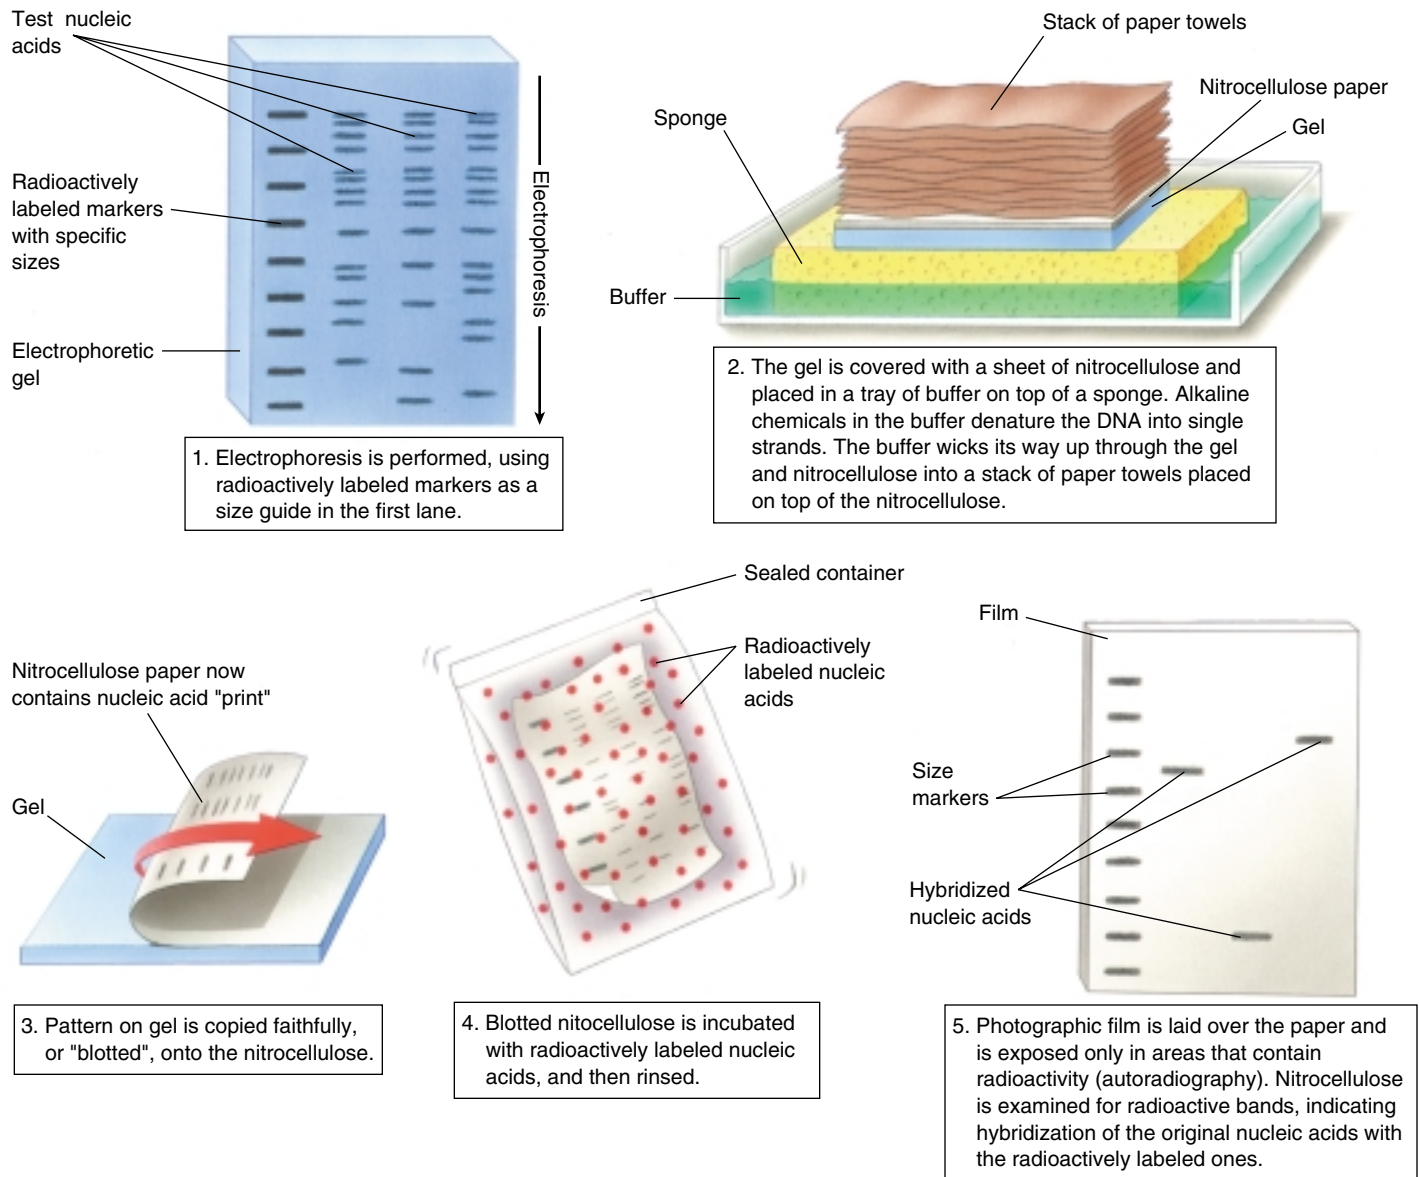 Test nucleic
acids
Radioactively
labeled markers
with specific
sizes
Electrophoretic
gel
Electrophoresis
1. Electrophoresis is performed, using
radioactively labeled markers as a
size guide in the first lane.
Stack of paper towels
Nitrocellulose paper
Gel
Sponge
Buffer
2. The gel is covered with a sheet of nitrocellulose and
placed in a tray of buffer on top of a sponge. Alkaline
chemicals in the buffer denature the DNA into single
strands. The buffer wicks its way up through the gel
and nitrocellulose into a stack of paper towels placed
on top of the nitrocellulose.
Nitrocellulose paper now
contains nucleic acid "print"
Gel
3. Pattern on gel is copied faithfully,
or "blotted", onto the nitrocellulose.
Sealed container
Radioactively
labeled nucleic
acids
4. Blotted nitocellulose is incubated
with radioactively labeled nucleic
acids, and then rinsed.
Film
Size
markers
Hybridized
nucleic acids
5. Photographic film is laid over the paper and
is exposed only in areas that contain
radioactivity (autoradiography). Nitrocellulose
is examined for radioactive bands, indicating
hybridization of the original nucleic acids with
the radioactively labeled ones.